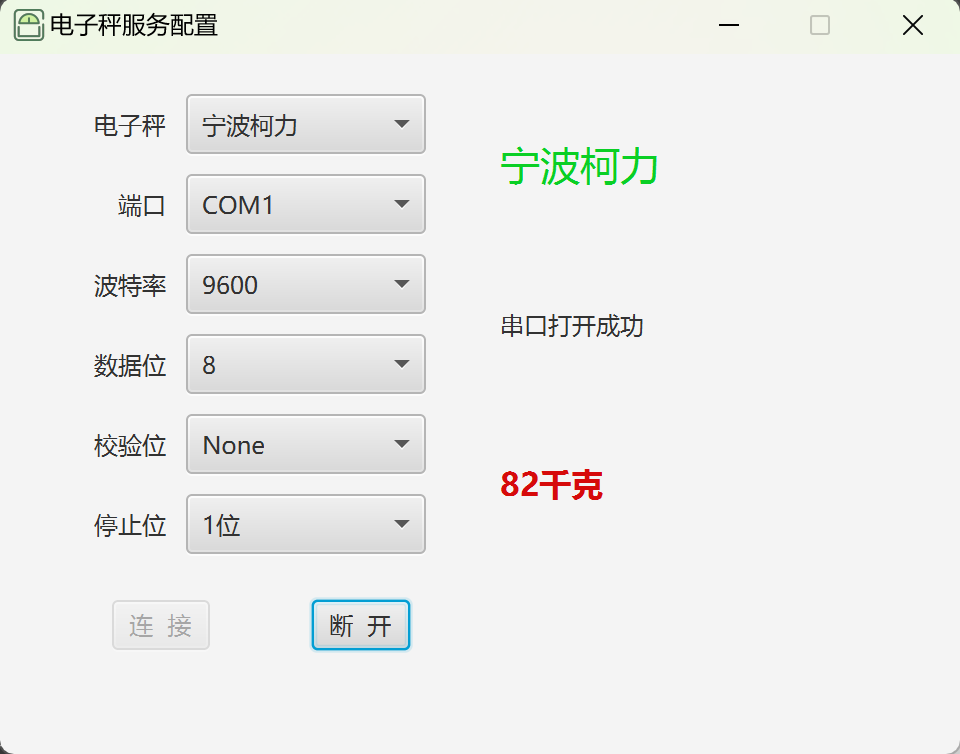 电子秤服务配置
电子秤 宁波柯力
宁波柯力
端口 COM1
波特率 9600
串口打开成功
数据位 8
校验位 None
82千克
停止位 1位
连 接 断 开